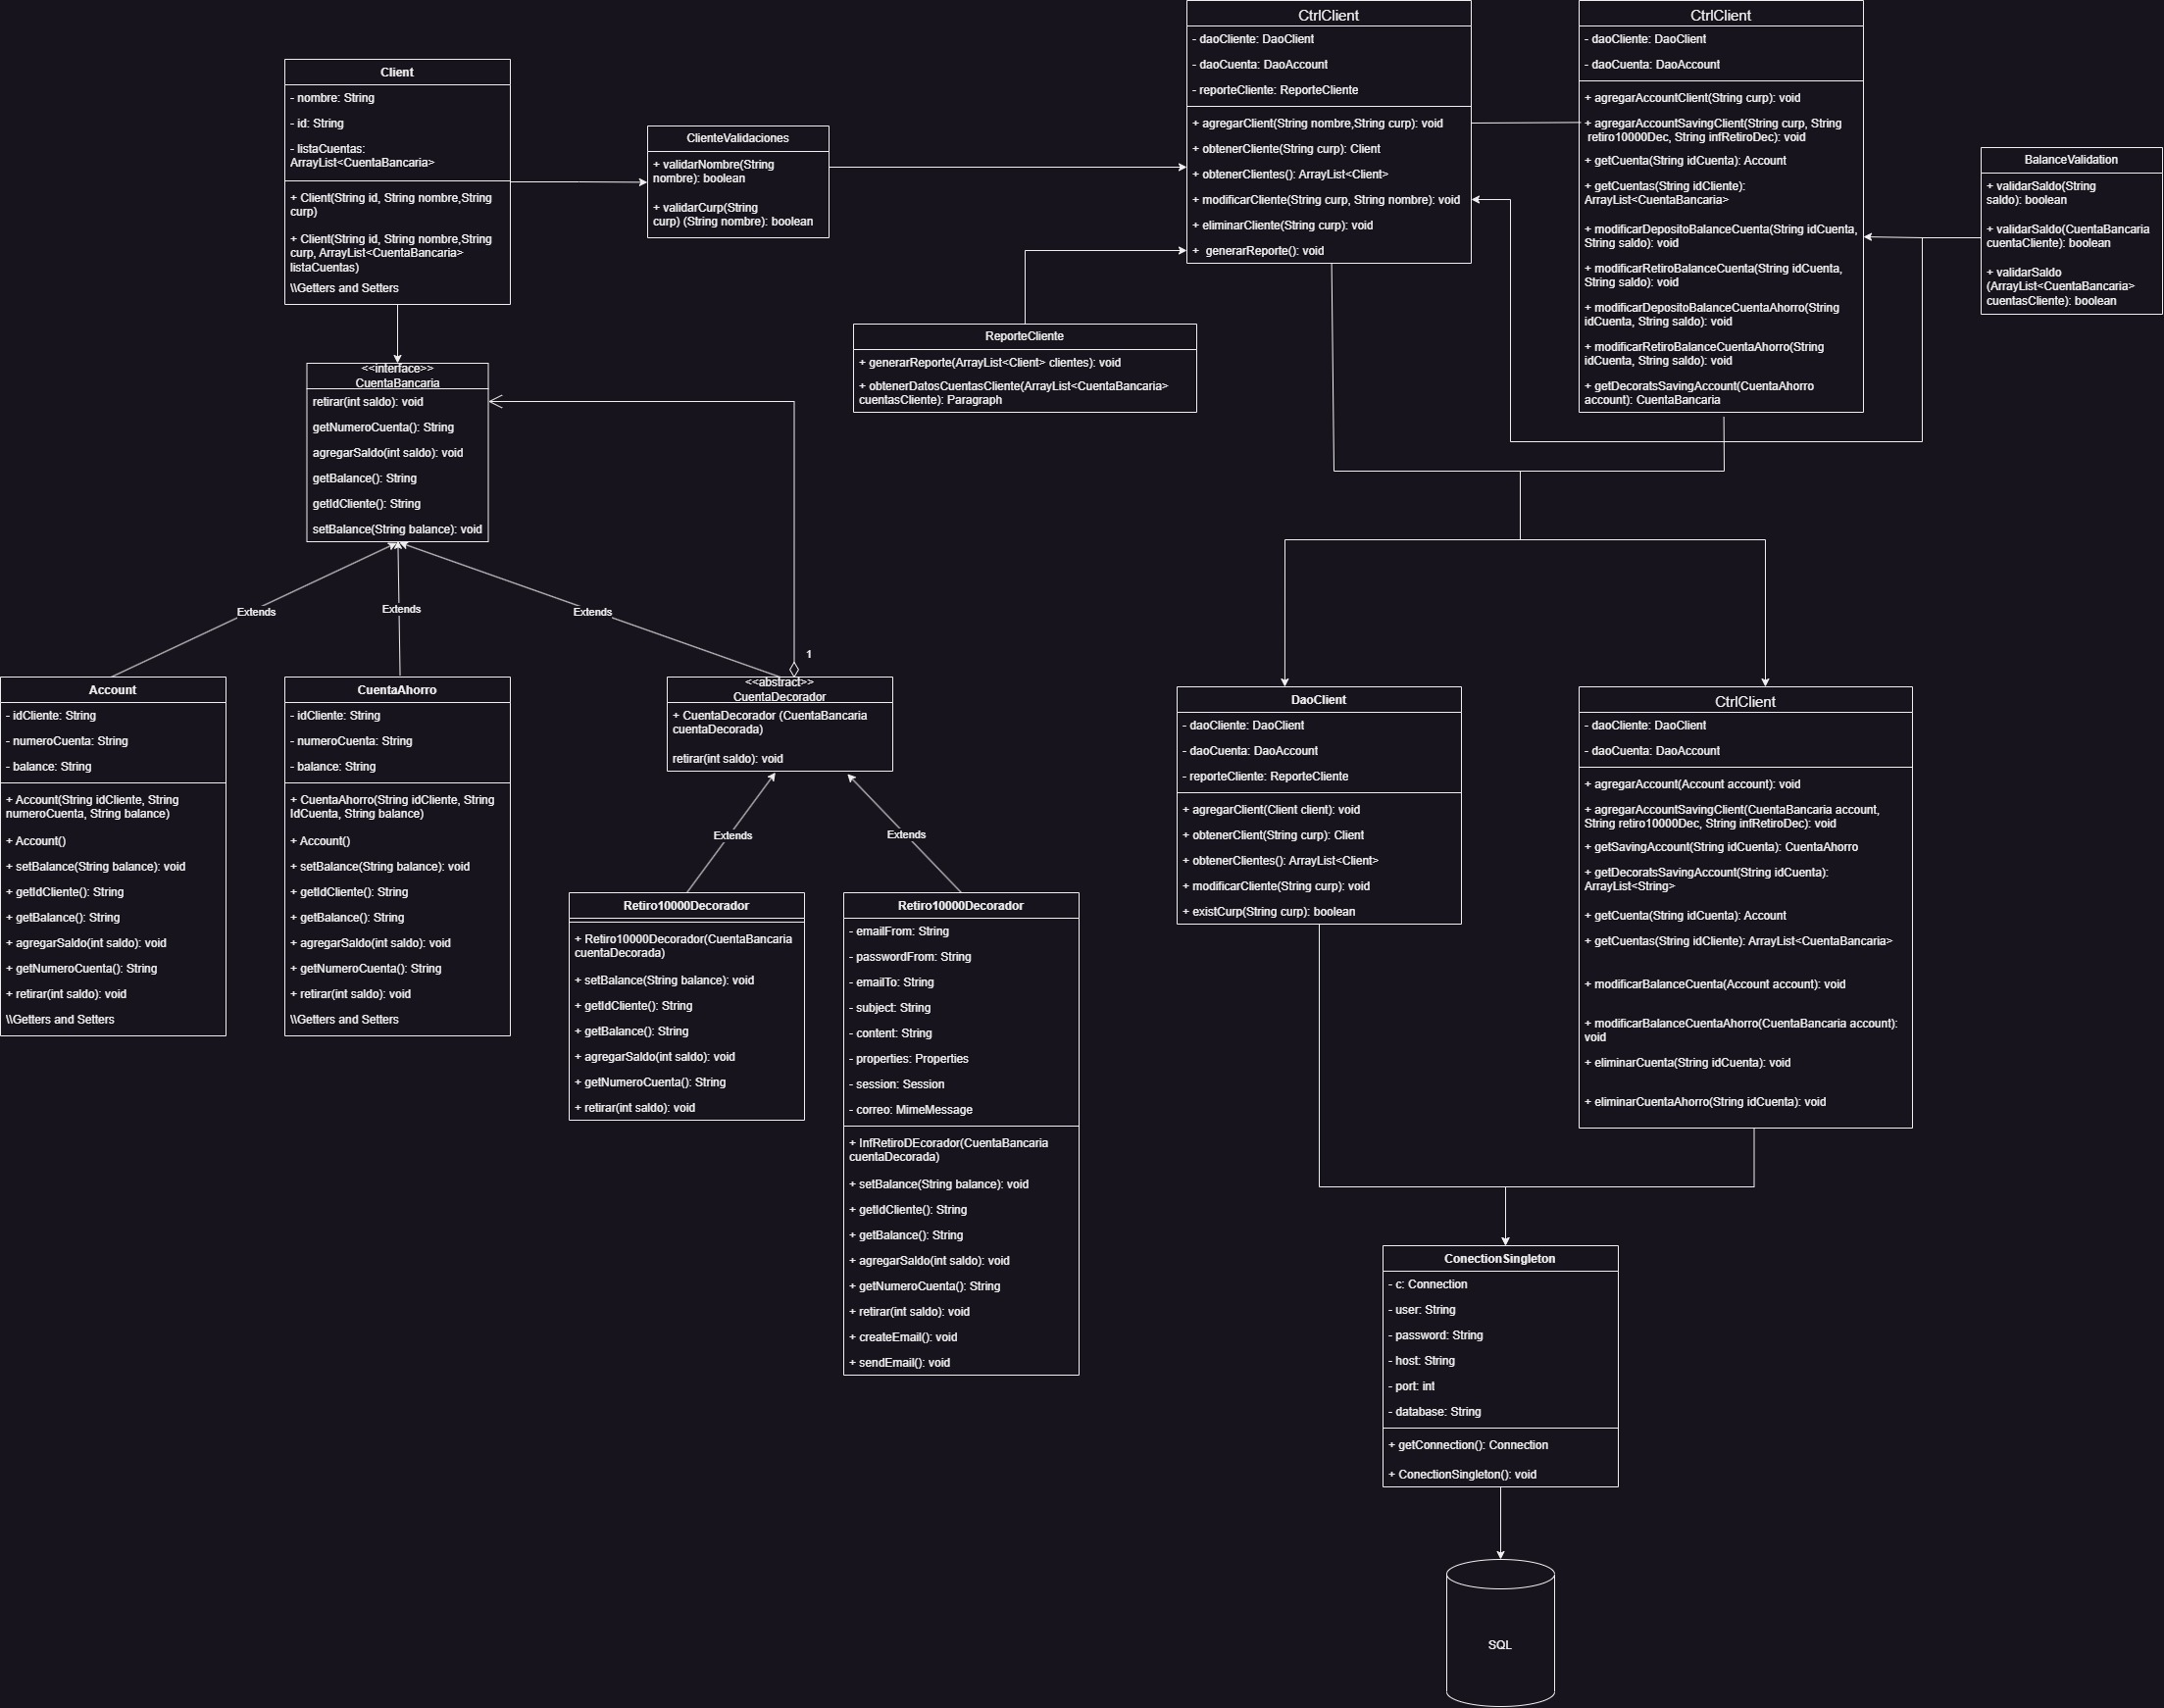 Client
- nombre: String
- id: String
- listaCuentas:
ArrayList<CuentaBancaria>
+ Client(String id, String nombre,String
curp)
+ Client(String id, String nombre,String
curp, ArrayList<CuentaBancaria>
listaCuentas)
\\Getters and Setters
ClienteValidaciones
+ validarNombre(String
nombre): boolean
+ validarCurp(String
curp) (String nombre): boolean
CtrlClient
- daoCliente: DaoClient
- daoCuenta: DaoAccount
- reporteCliente: ReporteCliente
+ agregarClient(String nombre,String curp): void
+ obtenerCliente(String curp): Client
+ obtenerClientes(): ArrayList<Client>
+ modificarCliente(String curp, String nombre): void
+ eliminarCliente(String curp): void
+  generarReporte(): void
CtrlClient
- daoCliente: DaoClient
- daoCuenta: DaoAccount
+ agregarAccountClient(String curp): void
+ agregarAccountSavingClient(String curp, String
retiro10000Dec, String infRetiroDec): void
+ getCuenta(String idCuenta): Account
+ getCuentas(String idCliente):
ArrayList<CuentaBancaria>
+ modificarDepositoBalanceCuenta(String idCuenta,
String saldo): void
+ modificarRetiroBalanceCuenta(String idCuenta,
String saldo): void
+ modificarDepositoBalanceCuentaAhorro(String
idCuenta, String saldo): void
+ modificarRetiroBalanceCuentaAhorro(String
idCuenta, String saldo): void
+ getDecoratsSavingAccount(CuentaAhorro
account): CuentaBancaria
BalanceValidation
+ validarSaldo(String
saldo): boolean
+ validarSaldo(CuentaBancaria
cuentaCliente): boolean
+ validarSaldo
(ArrayList<CuentaBancaria>
cuentasCliente): boolean
ReporteCliente
+ generarReporte(ArrayList<Client> clientes): void
+ obtenerDatosCuentasCliente(ArrayList<CuentaBancaria>
cuentasCliente): Paragraph
<<interface>>
CuentaBancaria
retirar(int saldo): void
getNumeroCuenta(): String
agregarSaldo(int saldo): void
getBalance(): String
getIdCliente(): String
setBalance(String balance): void
Extends
Extends
Extends
1
Account
- idCliente: String
- numeroCuenta: String
- balance: String
+ Account(String idCliente, String
numeroCuenta, String balance)
+ Account()
+ setBalance(String balance): void
+ getIdCliente(): String
+ getBalance(): String
+ agregarSaldo(int saldo): void
+ getNumeroCuenta(): String
+ retirar(int saldo): void
\\Getters and Setters
CuentaAhorro
- idCliente: String
- numeroCuenta: String
- balance: String
+ CuentaAhorro(String idCliente, String
IdCuenta, String balance)
+ Account()
+ setBalance(String balance): void
+ getIdCliente(): String
+ getBalance(): String
+ agregarSaldo(int saldo): void
+ getNumeroCuenta(): String
+ retirar(int saldo): void
\\Getters and Setters
<<abstract>>
CuentaDecorador
+ CuentaDecorador (CuentaBancaria
cuentaDecorada)
retirar(int saldo): void
Extends
Extends
Retiro10000Decorador
+ Retiro10000Decorador(CuentaBancaria
cuentaDecorada)
+ setBalance(String balance): void
+ getIdCliente(): String
+ getBalance(): String
+ agregarSaldo(int saldo): void
+ getNumeroCuenta(): String
+ retirar(int saldo): void
Retiro10000Decorador
- emailFrom: String
- passwordFrom: String
- emailTo: String
- subject: String
- content: String
- properties: Properties
- session: Session
- correo: MimeMessage
+ InfRetiroDEcorador(CuentaBancaria
cuentaDecorada)
+ setBalance(String balance): void
+ getIdCliente(): String
+ getBalance(): String
+ agregarSaldo(int saldo): void
+ getNumeroCuenta(): String
+ retirar(int saldo): void
+ createEmail(): void
+ sendEmail(): void
DaoClient
- daoCliente: DaoClient
- daoCuenta: DaoAccount
- reporteCliente: ReporteCliente
+ agregarClient(Client client): void
+ obtenerClient(String curp): Client
+ obtenerClientes(): ArrayList<Client>
+ modificarCliente(String curp): void
+ existCurp(String curp): boolean
CtrlClient
- daoCliente: DaoClient
- daoCuenta: DaoAccount
+ agregarAccount(Account account): void
+ agregarAccountSavingClient(CuentaBancaria account,
String retiro10000Dec, String infRetiroDec): void
+ getSavingAccount(String idCuenta): CuentaAhorro
+ getDecoratsSavingAccount(String idCuenta):
ArrayList<String>
+ getCuenta(String idCuenta): Account
+ getCuentas(String idCliente): ArrayList<CuentaBancaria>
+ modificarBalanceCuenta(Account account): void
+ modificarBalanceCuentaAhorro(CuentaBancaria account):
void
+ eliminarCuenta(String idCuenta): void
+ eliminarCuentaAhorro(String idCuenta): void
ConectionSingleton
- c: Connection
- user: String
- password: String
- host: String
- port: int
- database: String
+ getConnection(): Connection
+ ConectionSingleton(): void
SQL